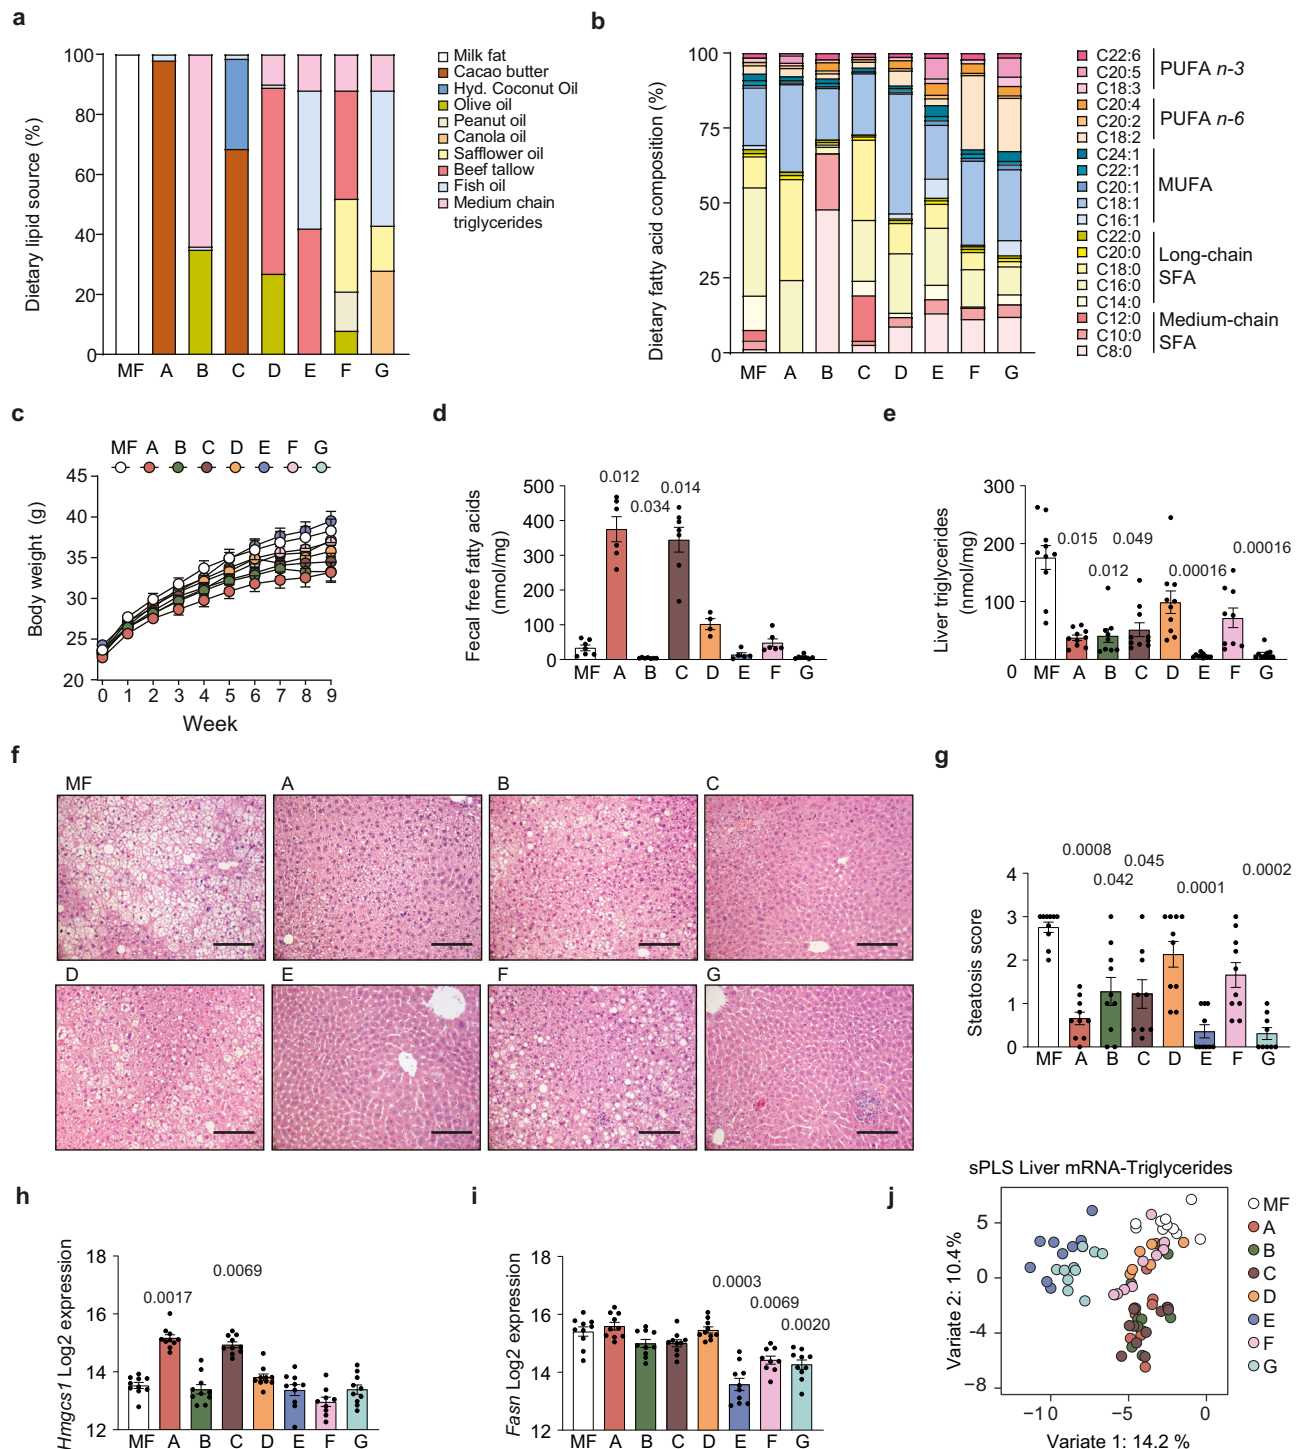 a
Dietary lipid source (%)
100
80
60
40
20
0
MF A B C D E F G
Milk fat
Cacao butter
Hyd. Coconut Oil
Olive oil
Peanut oil
Canola oil
Safflower oil
Beef tallow
Fish oil
Medium chain
triglycerides
b
Dietary fatty acid composition (%)
100
75
50
25
0
MF A B C D E F G
C22:6
C20:5
C18:3
PUFA n-3
C20:4
C20:2
C18:2
PUFA n-6
C24:1
C22:1
C20:1
C18:1
C16:1
MUFA
C22:0
C20:0
C18:0
C16:0
C14:0
Long-chain
SFA
C12:0
C10:0
C8:0
Medium-chain
SFA
c
MF A B C D E F G
Body weight (g)
45
40
35
30
25
20
0 1 2 3 4 5 6 7 8 9
Week
d
Fecal free fatty acids
(nmol/mg)
500
400
300
200
100
0
0.012
0.034
0.014
MF A B C D E F G
e
Liver triglycerides
(nmol/mg)
300
200
100
0
0.015
0.012
0.049
0.00016
0.00016
MF A B C D E F G
f
MF
A
B
C
D
E
F
G
g
Steatosis score
4
3
2
1
0
0.0008
0.042
0.045
0.0001
0.0002
MF A B C D E F G
h
Hmgcs1 Log2 expression
18
16
14
12
0.0017
0.0069
MF A B C D E F G
i
Fasn Log2 expression
18
16
14
12
0.0003
0.0069
0.0020
MF A B C D E F G
j
sPLS Liver mRNA-Triglycerides
Variate 2: 10.4%
5
0
−4
−8
−10 −5 0
Variate 1: 14.2 %
MF
A
B
C
D
E
F
G